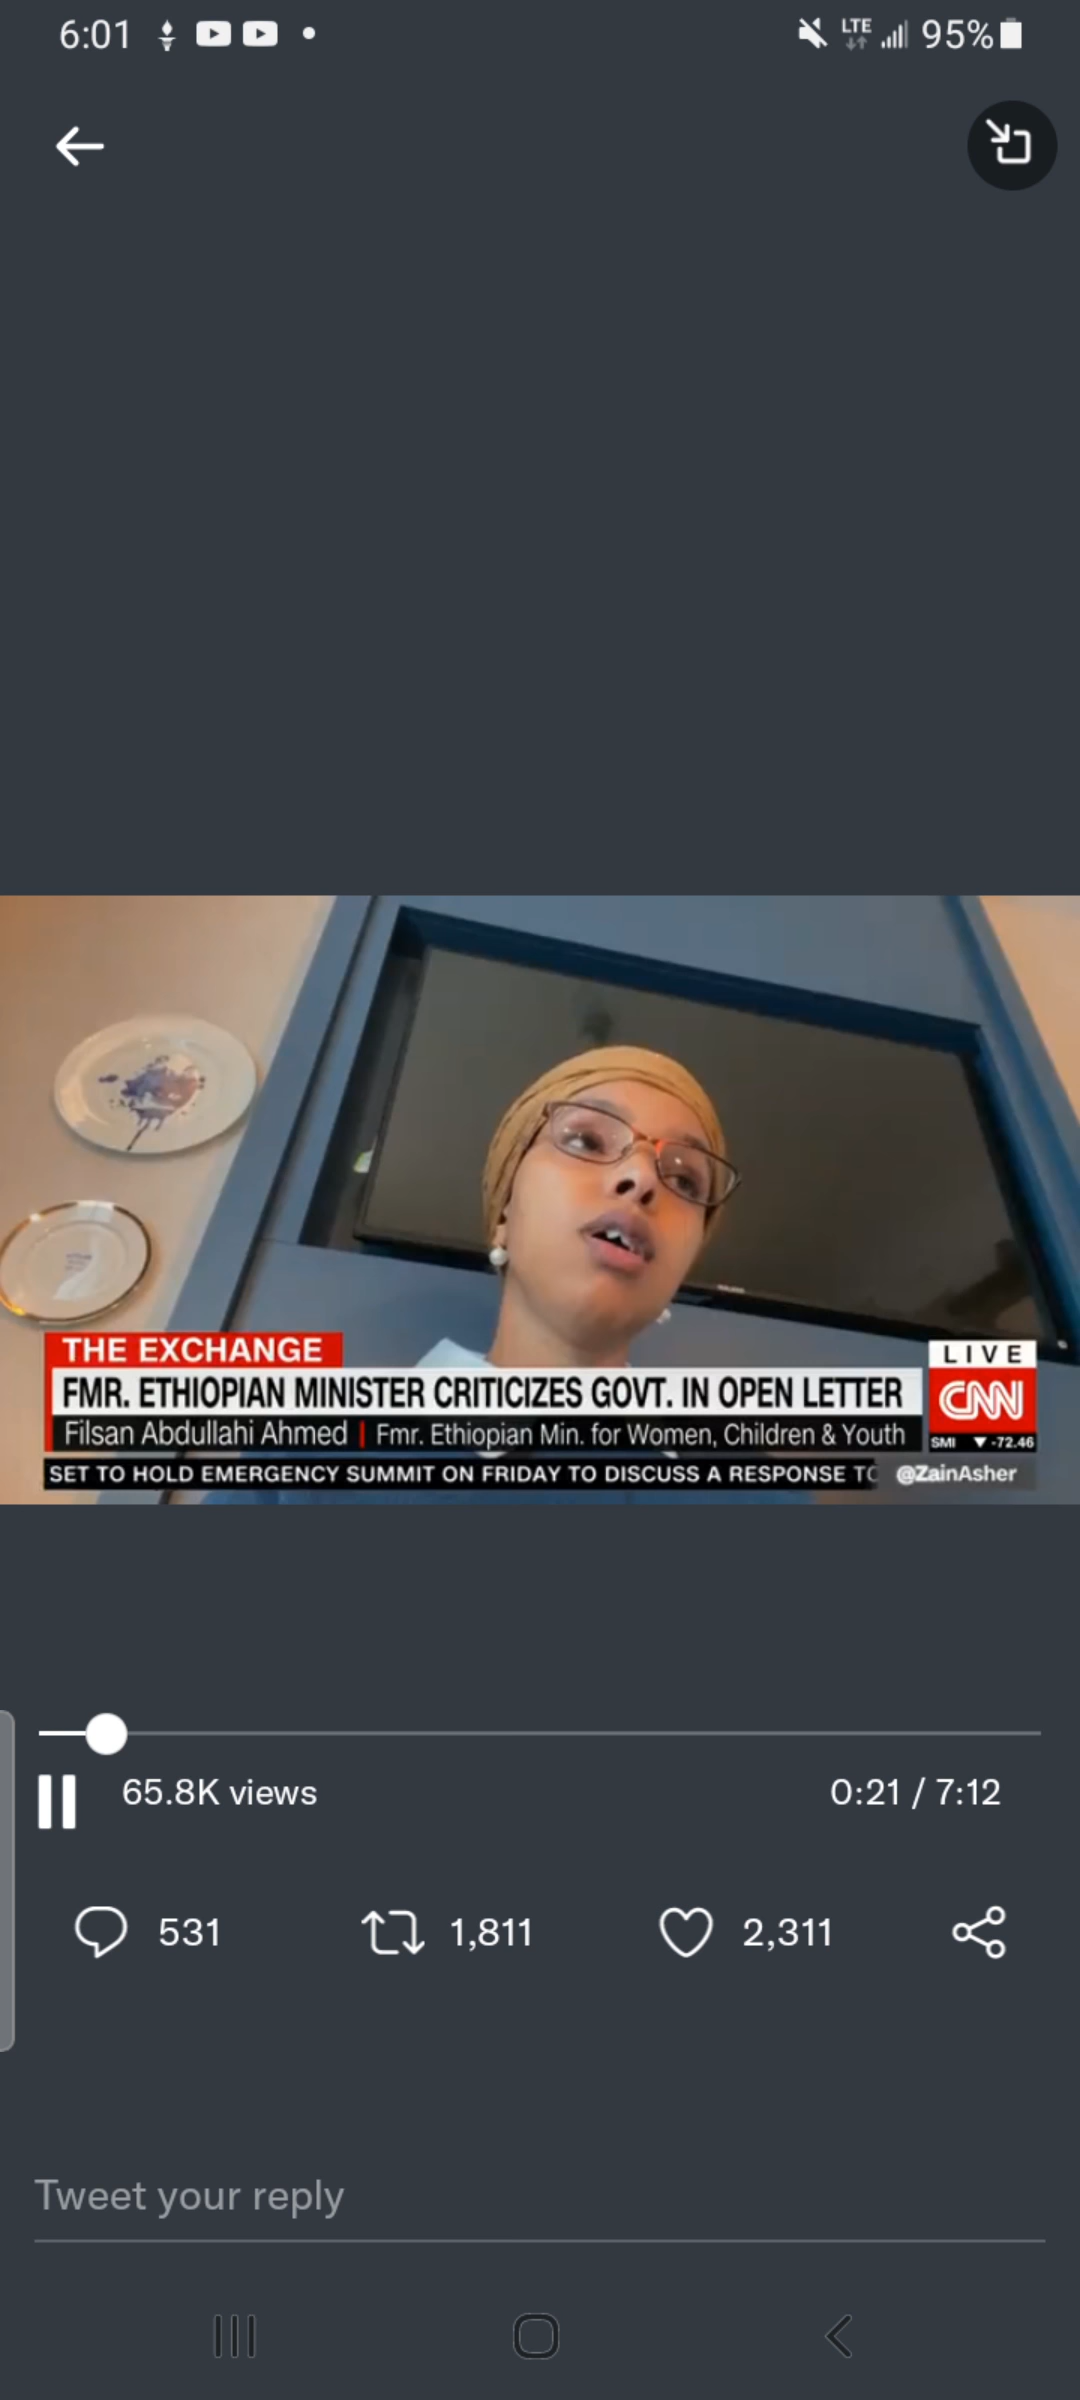 6:01 LTE 95%
THE EXCHANGE
LIVE
FMR. ETHIOPIAN MINISTER CRITICIZES GOVT. IN OPEN LETTER
CNN
Filsan Abdullahi Ahmed | Fmr. Ethiopian Min. for Women, Children & Youth
SMI ▼-72.46
SET TO HOLD EMERGENCY SUMMIT ON FRIDAY TO DISCUSS A RESPONSE TO
@ZainAsher
65.8K views
0:21 / 7:12
531
1,811
2,311
Tweet your reply